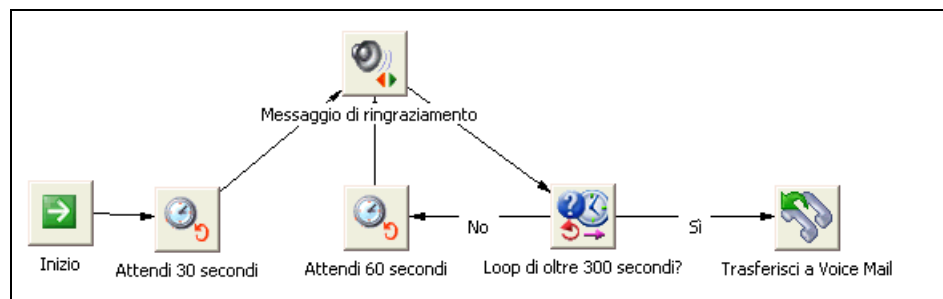 Messaggio di ringraziamento
Inizio
Attendi 30 secondi
Attendi 60 secondi
No
Loop di oltre 300 secondi?
Sì
Trasferisci a Voice Mail